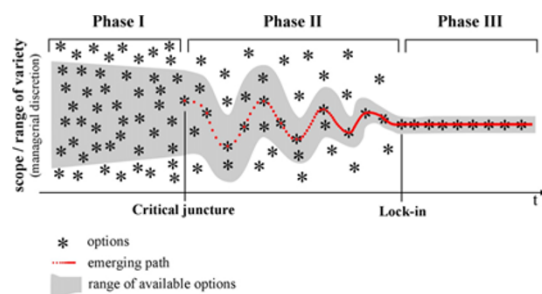 Phase I
Phase II
Phase III
scope / range of variety
(managerial discretion)
t
Critical juncture
Lock-in
options
emerging path
range of available options